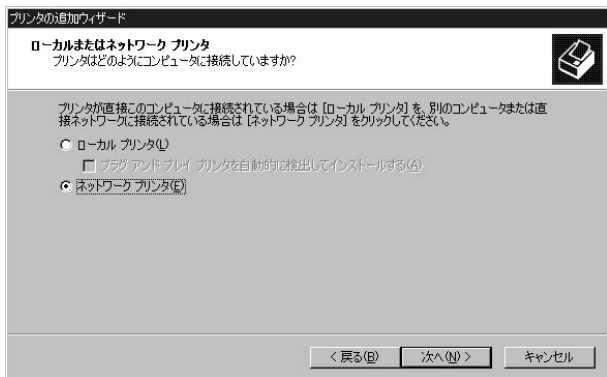 プリンタの追加ウィザード
ローカルまたはネットワーク プリンタ
プリンタはどのようにコンピュータに接続していますか?
プリンタが直接このコンピュータに接続されている場合は [ローカル プリンタ] を、別のコンピュータまたは直
接ネットワークに接続されている場合は [ネットワーク プリンタ] をクリックしてください。
ローカル プリンタ(L)
プラグ アンド プレイ プリンタを自動的に検出してインストールする(A)
ネットワーク プリンタ(E)
< 戻る(B) 次へ(N) > キャンセル